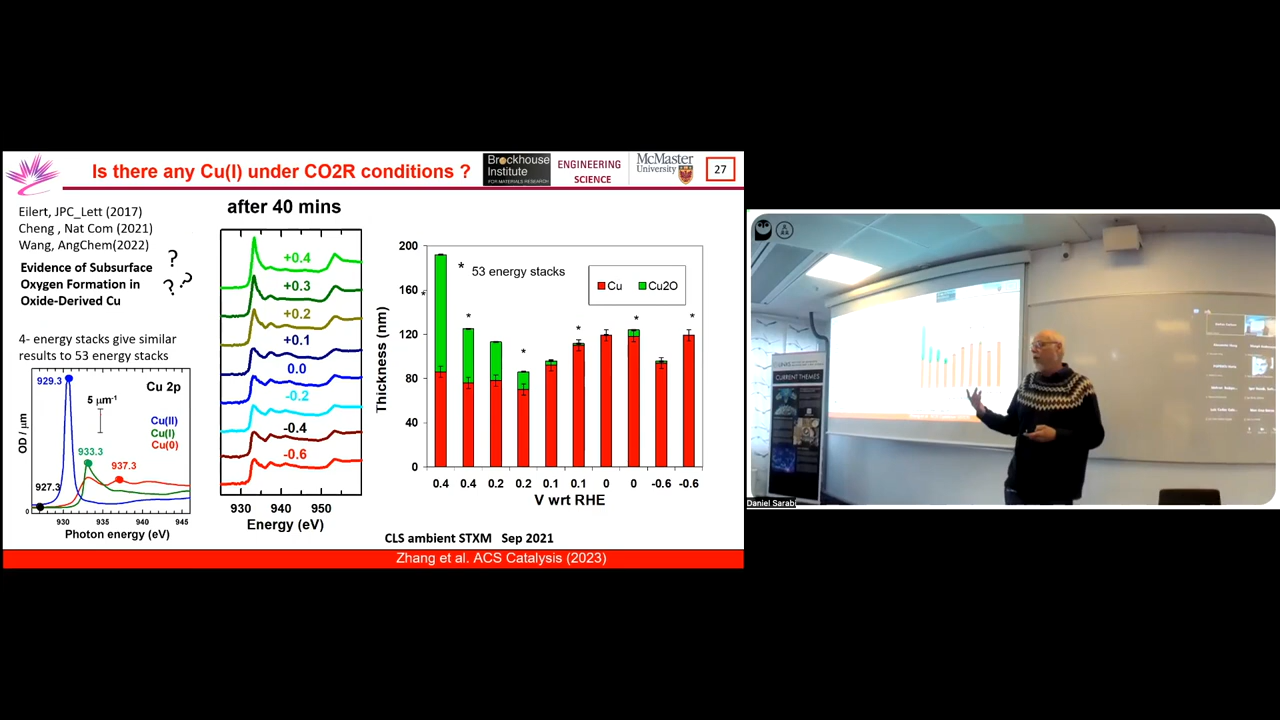 Is there any Cu(I) under CO2R conditions ?
Brockhouse
Institute
FOR MATERIALS RESEARCH
ENGINEERING
SCIENCE
McMaster
University
27
Eilert, JPC_Lett (2017)
Cheng , Nat Com (2021)
Wang, AngChem(2022)
Evidence of Subsurface
Oxygen Formation in
Oxide-Derived Cu
?
? ?
4- energy stacks give similar
results to 53 energy stacks
929.3
Cu 2p
5 µm-1
Cu(II)
Cu(I)
Cu(0)
933.3
937.3
927.3
OD / µm
0
930 935 940 945
Photon energy (eV)
after 40 mins
+0.4
+0.3
+0.2
+0.1
0.0
-0.2
-0.4
-0.6
930 940 950
Energy (eV)
* 53 energy stacks
Cu Cu2O
Thickness (nm)
200
160
120
80
40
0
* * * * * *
0.4 0.4 0.2 0.2 0.1 0.1 0 0 -0.6 -0.6
V wrt RHE
CLS ambient STXM Sep 2021
Zhang et al. ACS Catalysis (2023)
CURRENT THEMES
Daniel Sarab